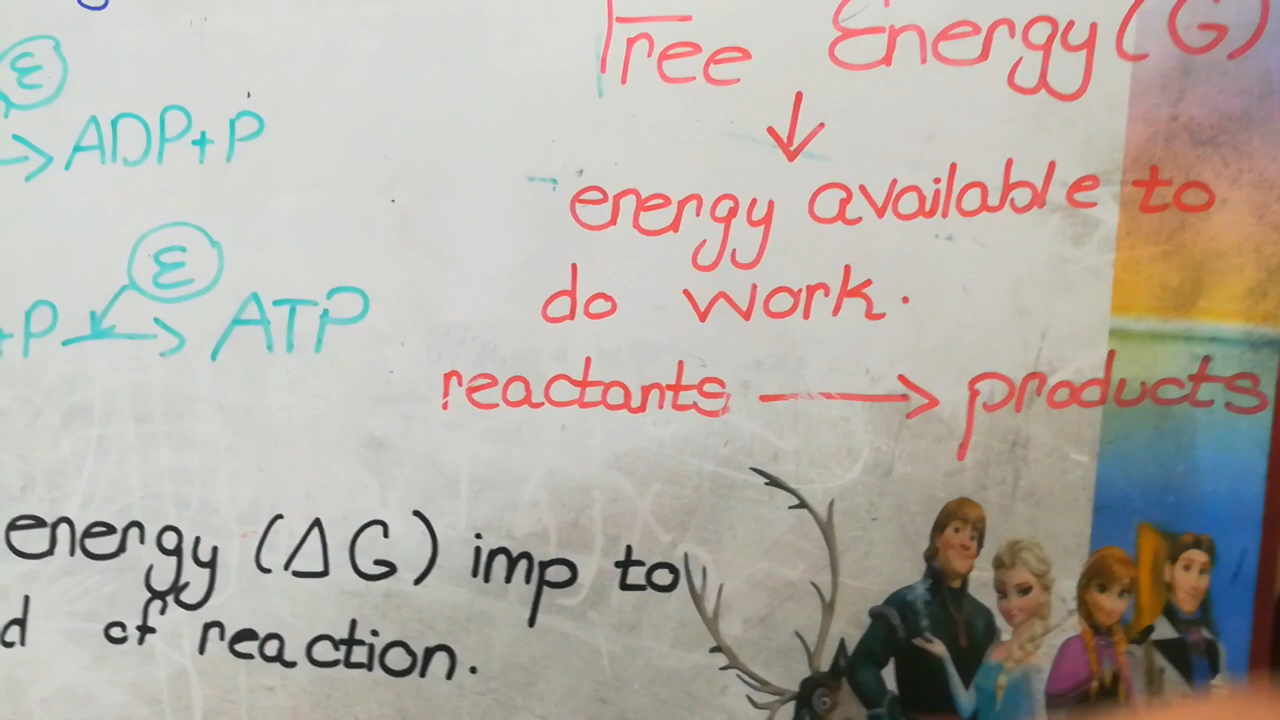 Free Energy (G)
ε
→ ADP+P
energy available to
do work.
ε
+P → ATP
reactants → products
energy (ΔG) imp to
d of reaction.